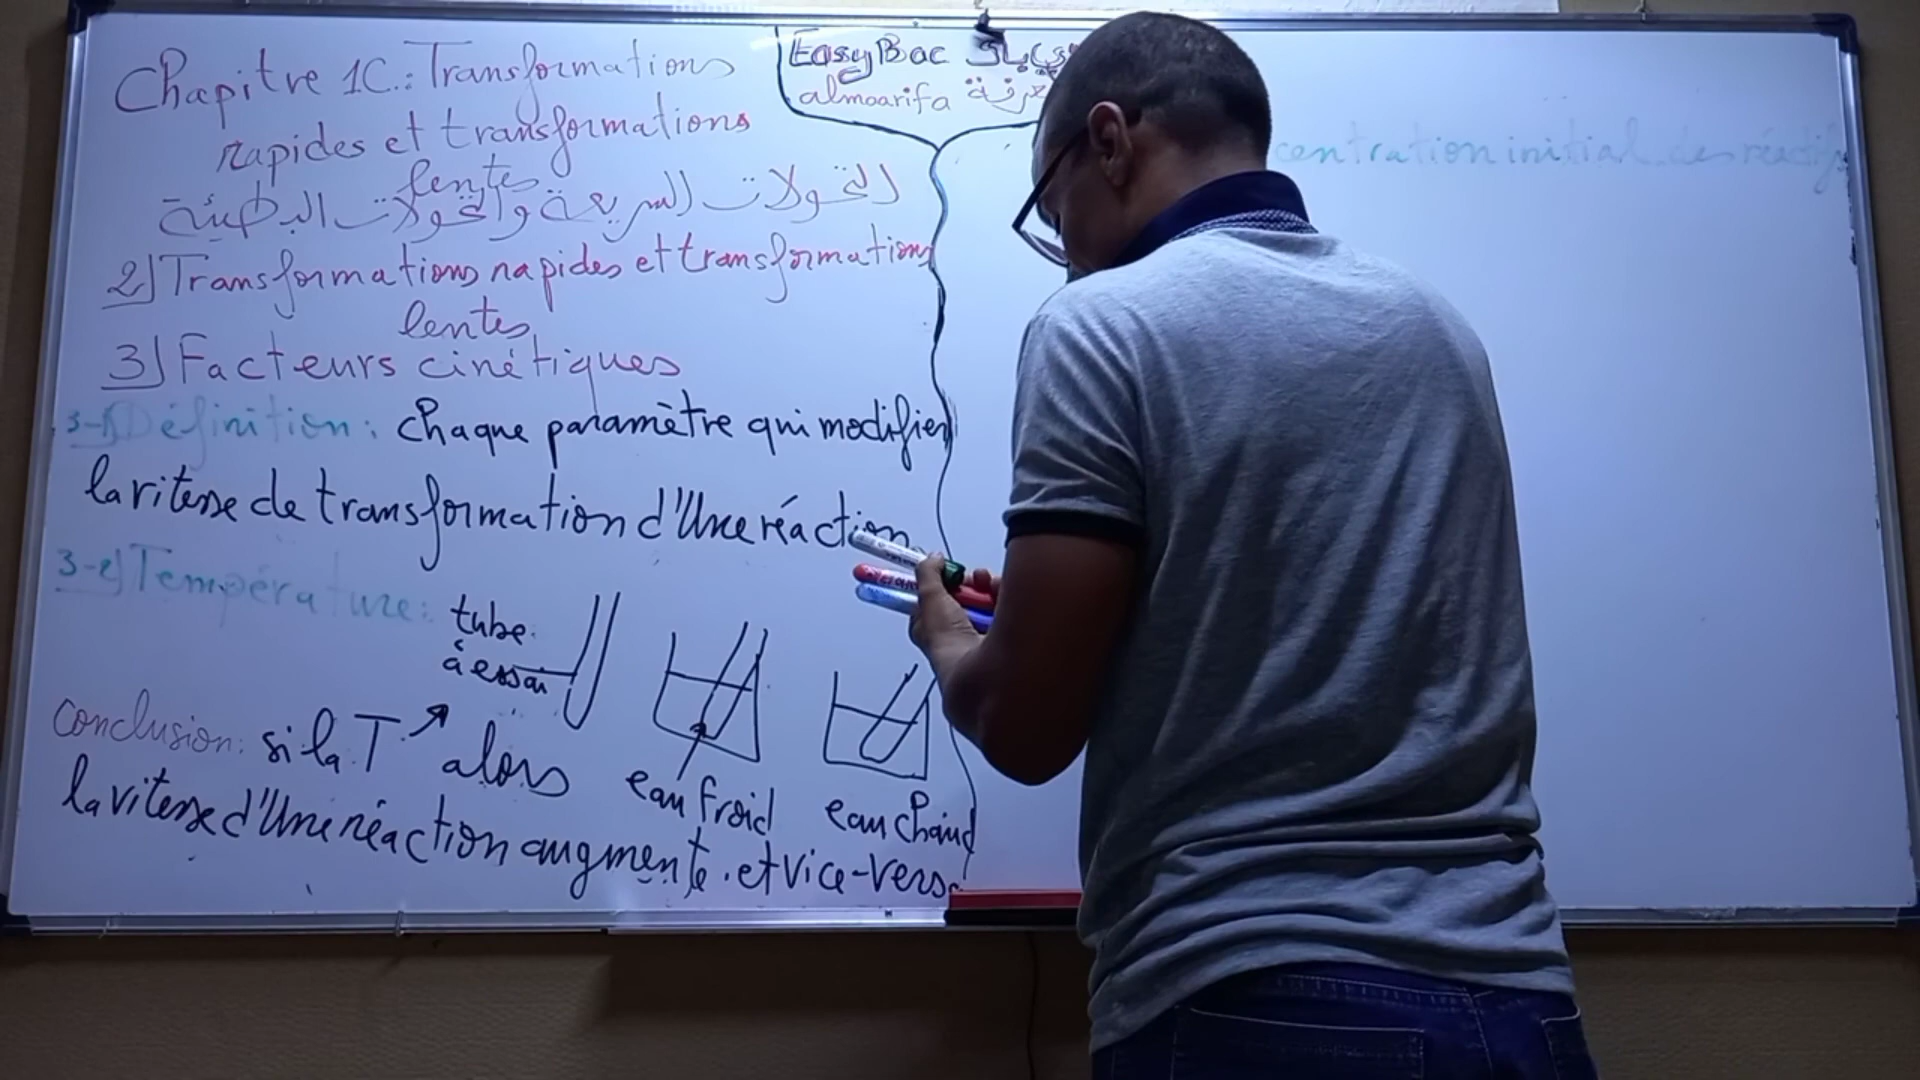 Chapitre 1C: Transformations
rapides et transformations
lentes
التحولات السريعة والتحولات البطيئة
2) Transformations rapides et transformations
lentes
3) Facteurs cinétiques
3-1) Définition: chaque paramètre qui modifier
la vitesse de transformation d'Une réaction
3-2) Température:
tube
à essai
eau froid
eau chaud
conclusion: si la T ↗ alors
la vitesse d'Une réaction augmente. et vice-versa
EasyBac
almoarifa
centration initial des réactifs